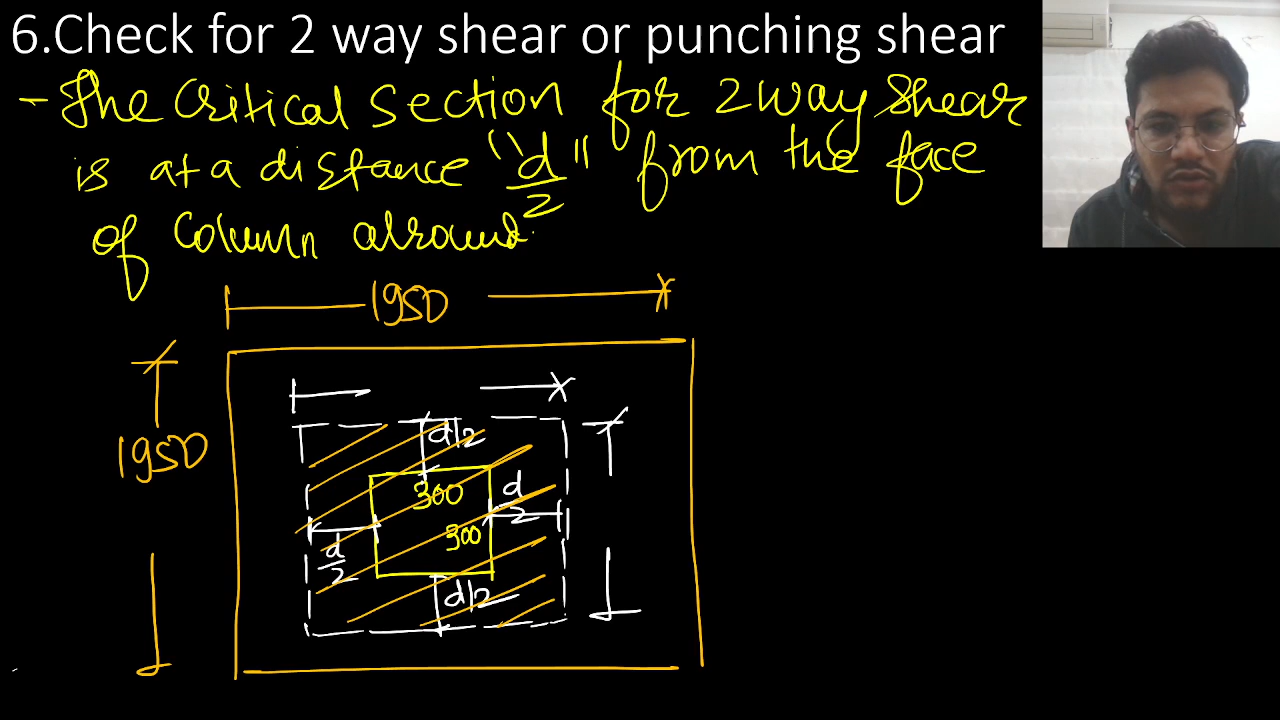 6.Check for 2 way shear or punching shear
- The Critical Section for 2 way Shear
is at a distance "d/2" from the face
of Column around.
1950
1950
d/2
300
d/2
300
d/2
d/2